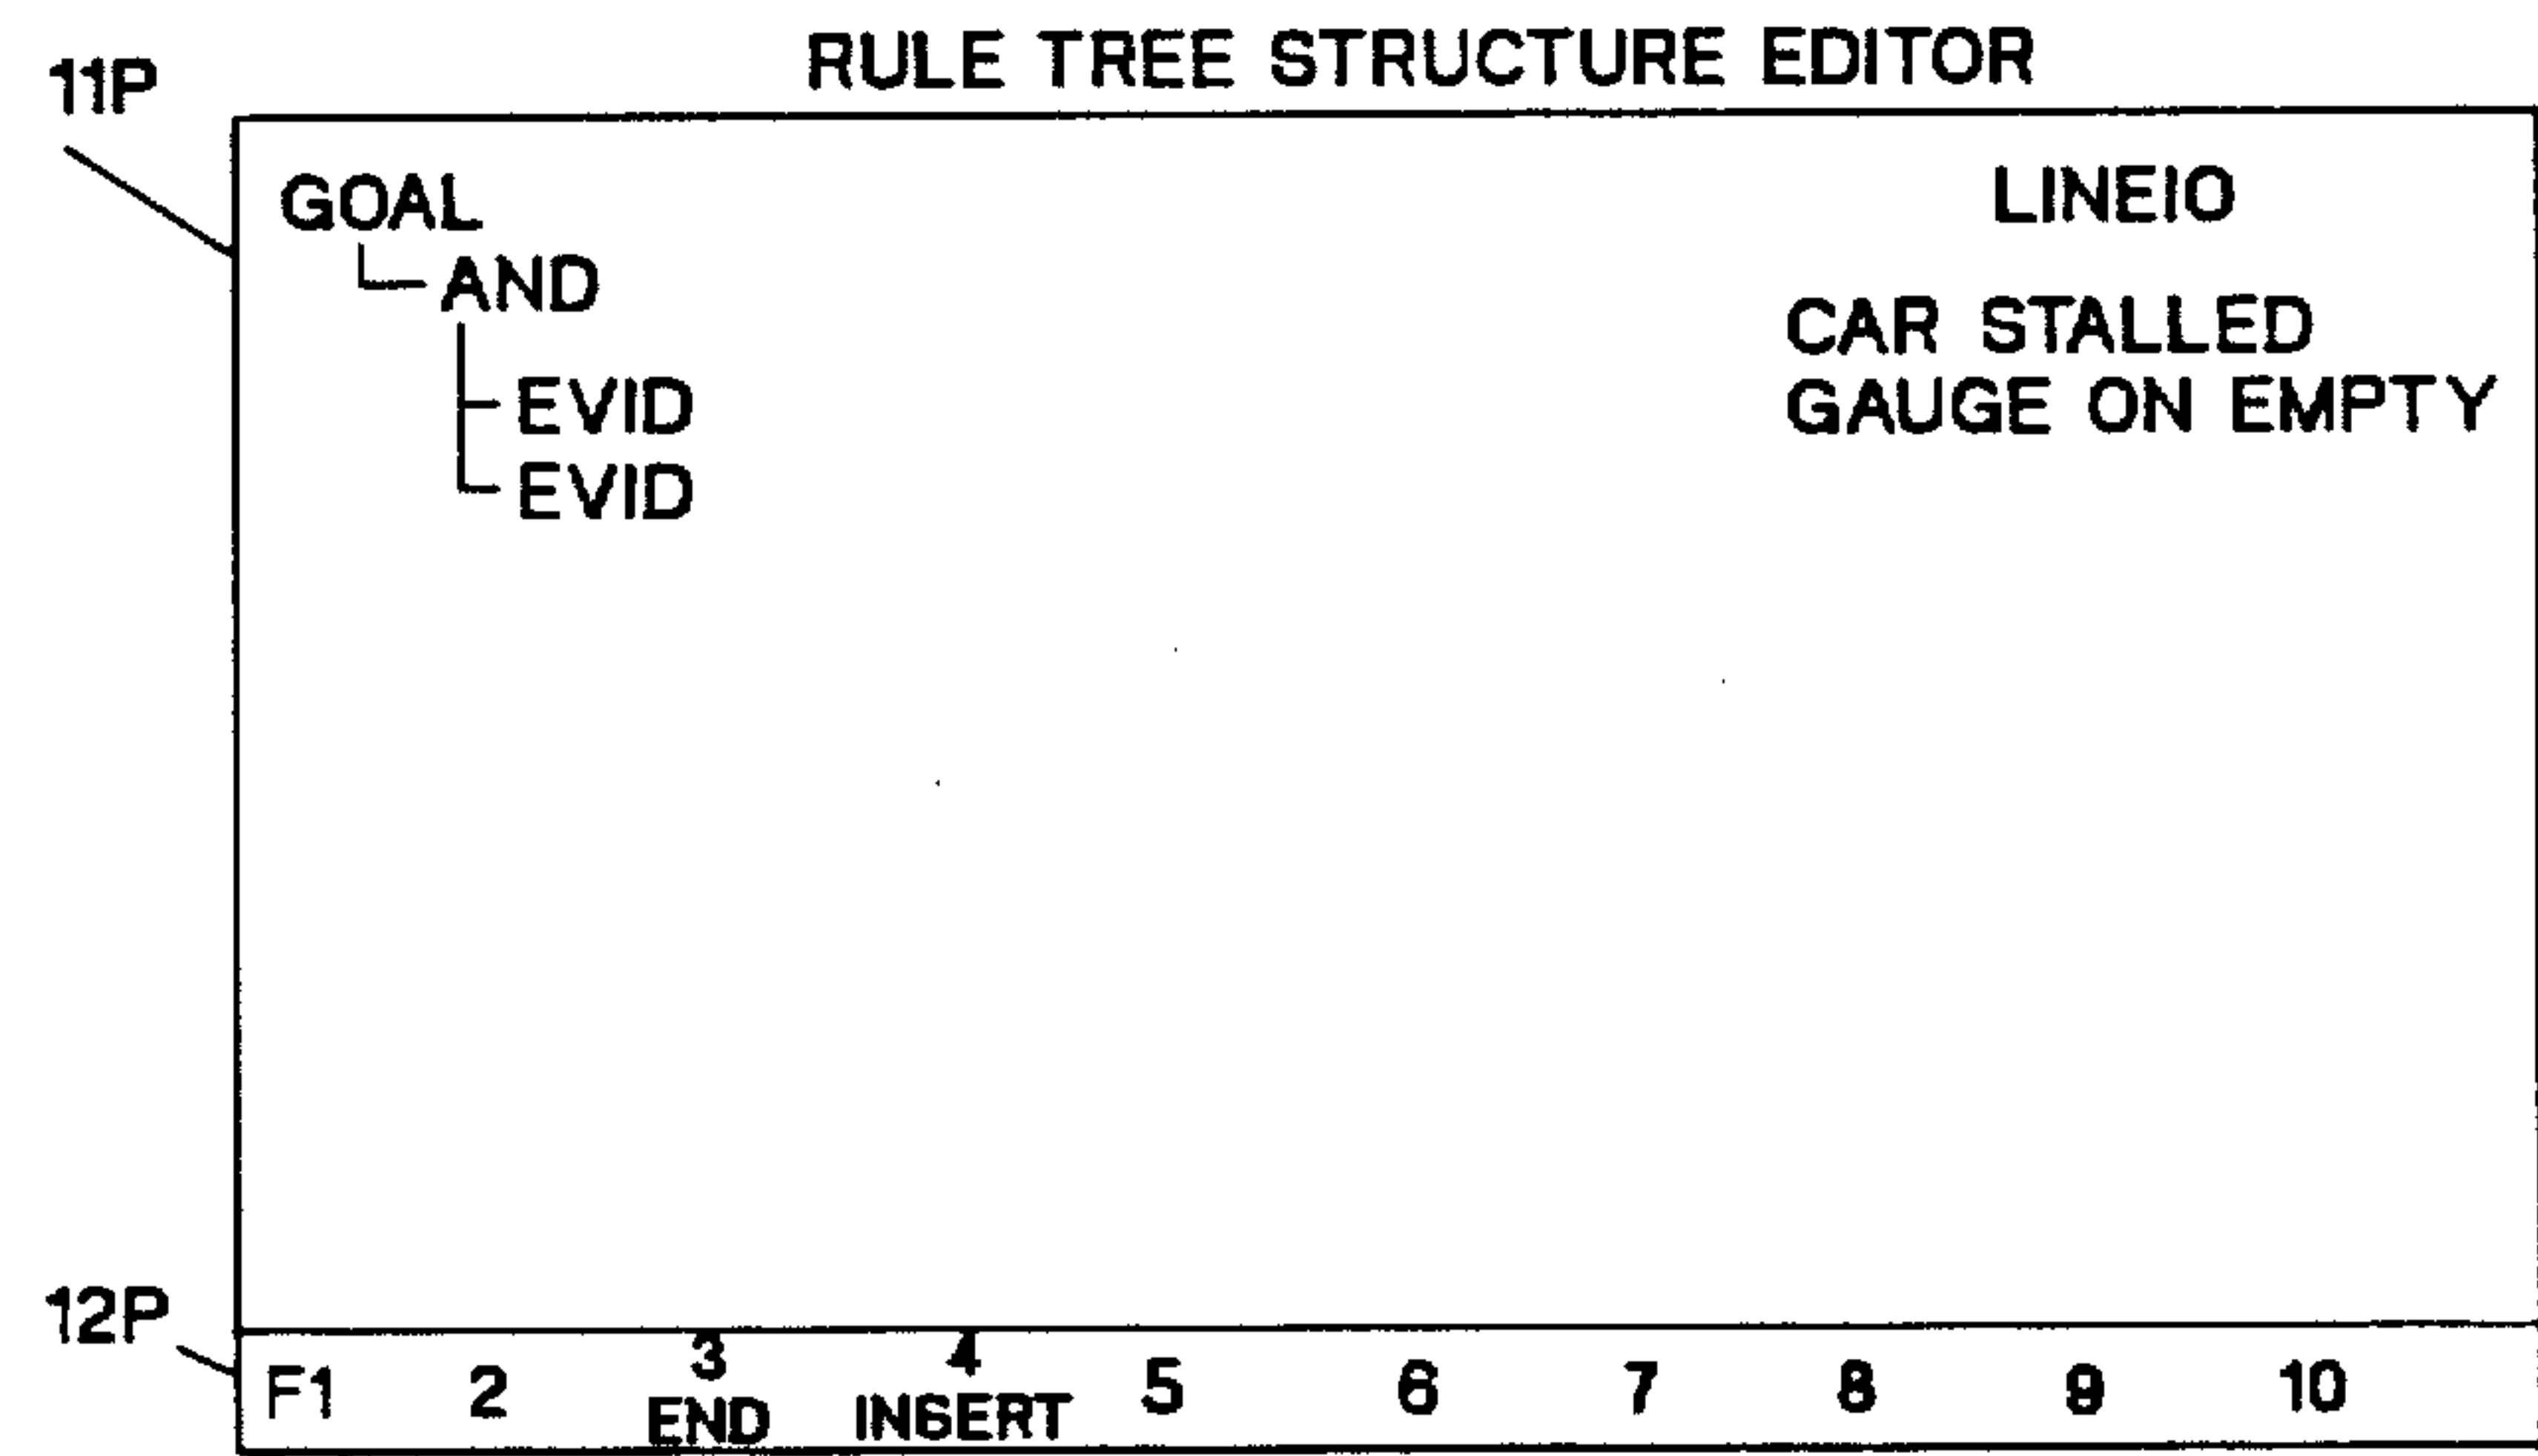 RULE TREE STRUCTURE EDITOR
11P
GOAL LINEIO
AND
CAR STALLED
EVID GAUGE ON EMPTY
EVID
12P
F1 2 3 4 5 6 7 8 9 10
END INSERT